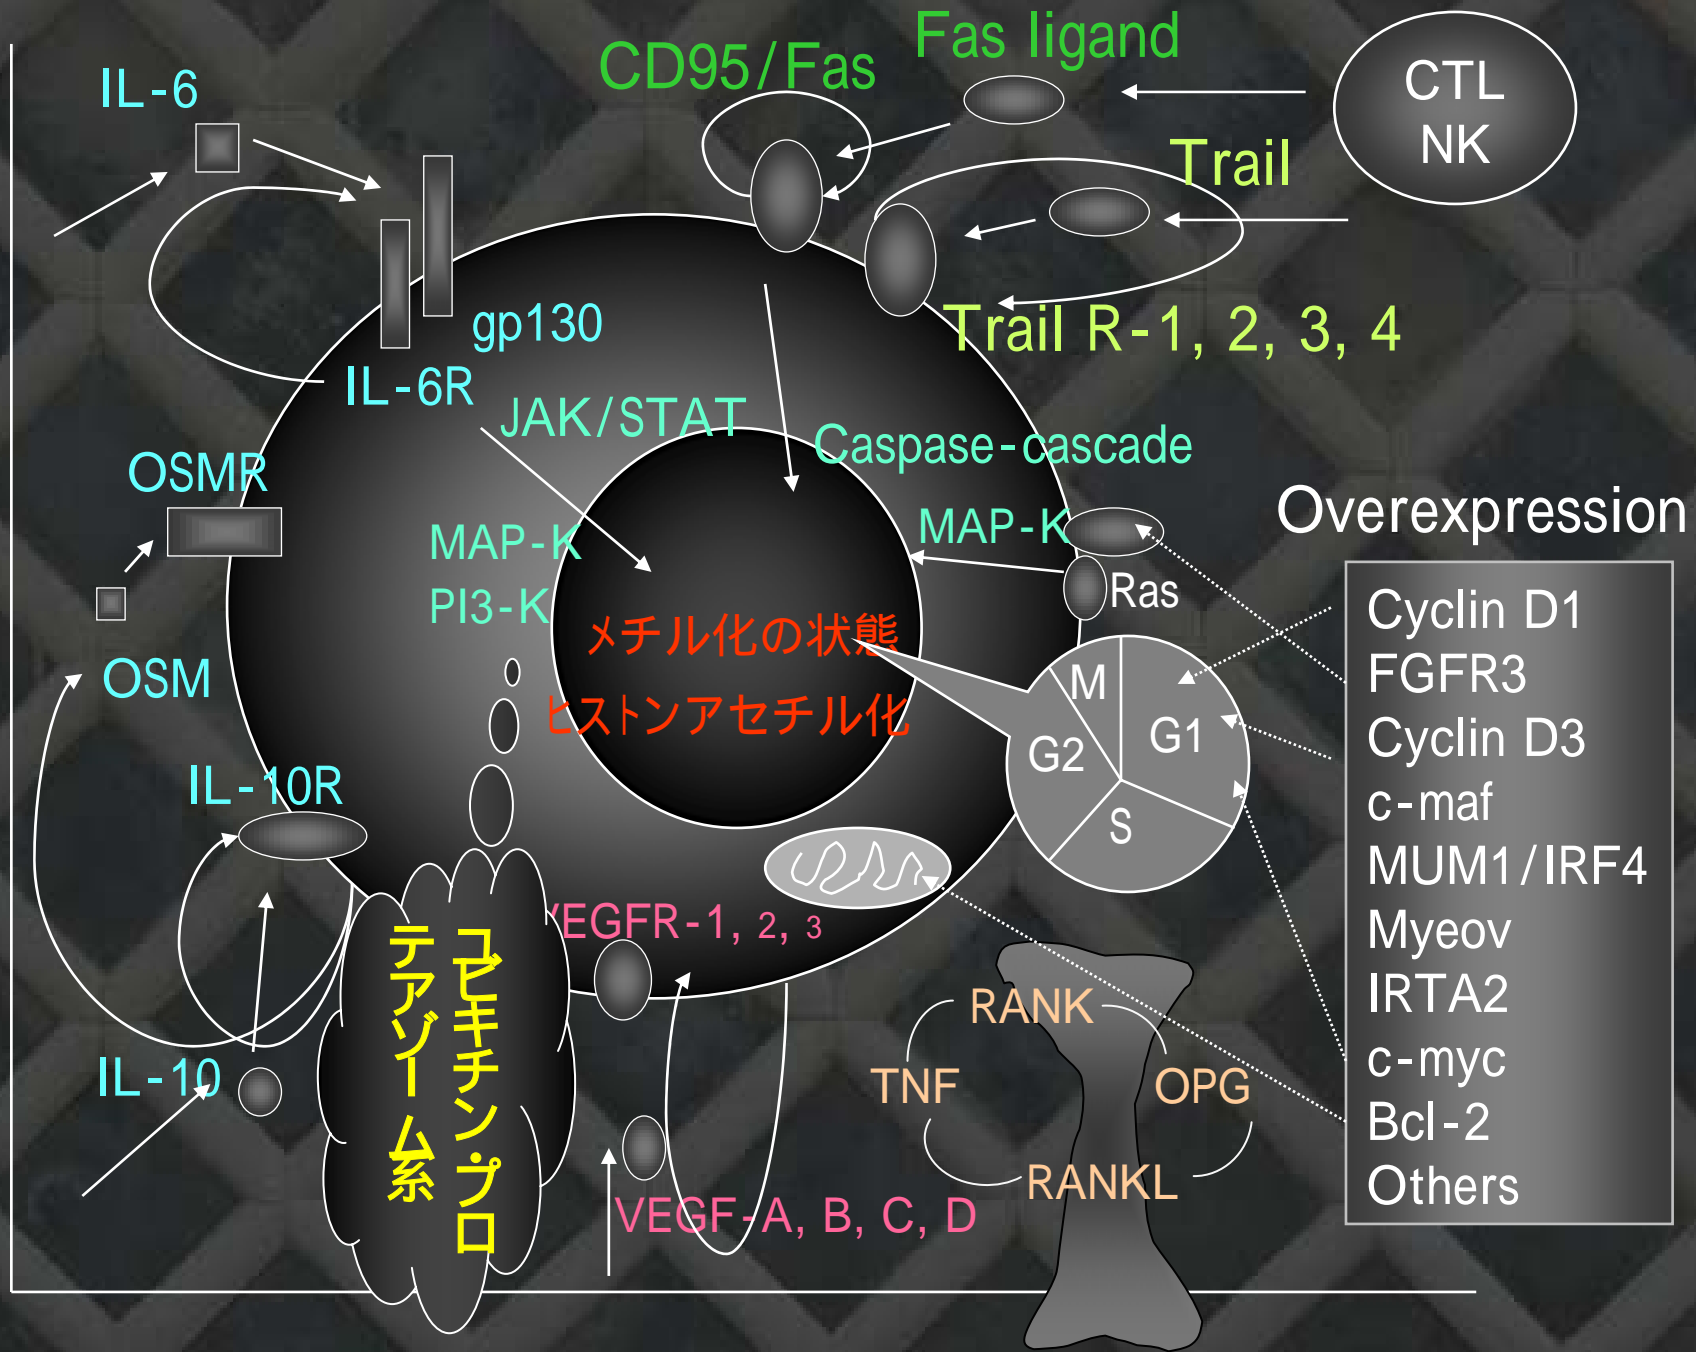 Fas ligand
CD95/Fas
CTL
NK
IL-6
Trail
gp130
Trail R-1, 2, 3, 4
IL-6R
JAK/STAT
Caspase-cascade
OSMR
MAP-K
PI3-K
MAP-K
Ras
Overexpression
メチル化の状態
ヒストンアセチル化
OSM
M
G1
G2
S
IL-10R
Cyclin D1
FGFR3
Cyclin D3
c-maf
MUM1/IRF4
Myeov
IRTA2
c-myc
Bcl-2
Others
VEGFR-1, 2, 3
ユビキチン・プロ
テアソーム系
IL-10
RANK
TNF
OPG
RANKL
VEGF-A, B, C, D